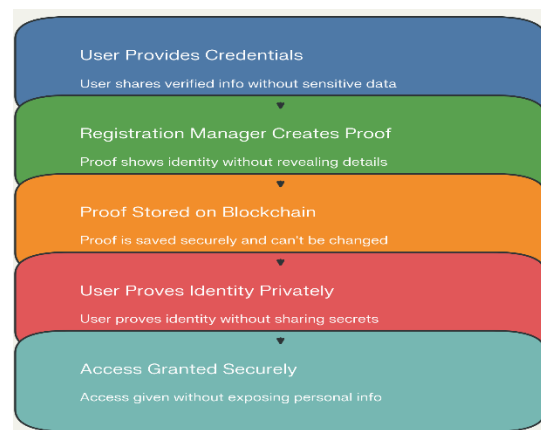 User Provides Credentials
User shares verified info without sensitive data
Registration Manager Creates Proof
Proof shows identity without revealing details
Proof Stored on Blockchain
Proof is saved securely and can't be changed
User Proves Identity Privately
User proves identity without sharing secrets
Access Granted Securely
Access given without exposing personal info